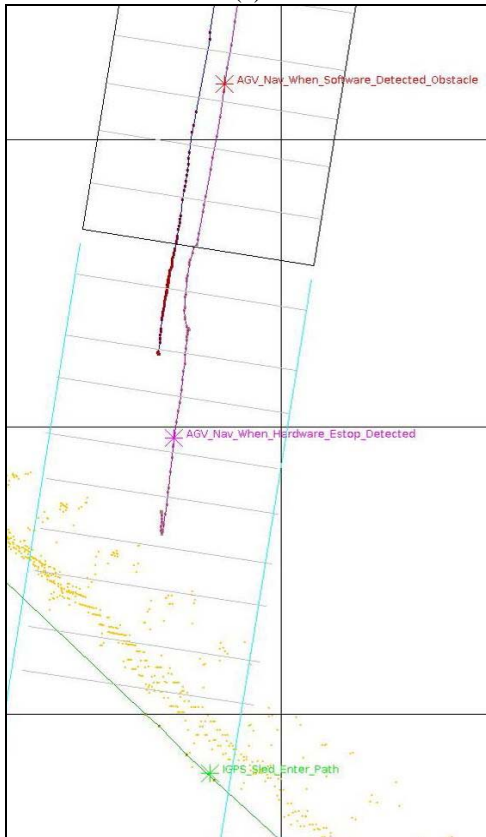 AGV_Nav_When_Software_Detected_Obstacle
AGV_Nav_When_Hardware_Estop_Detected
IGPS_Sled_Enter_Path